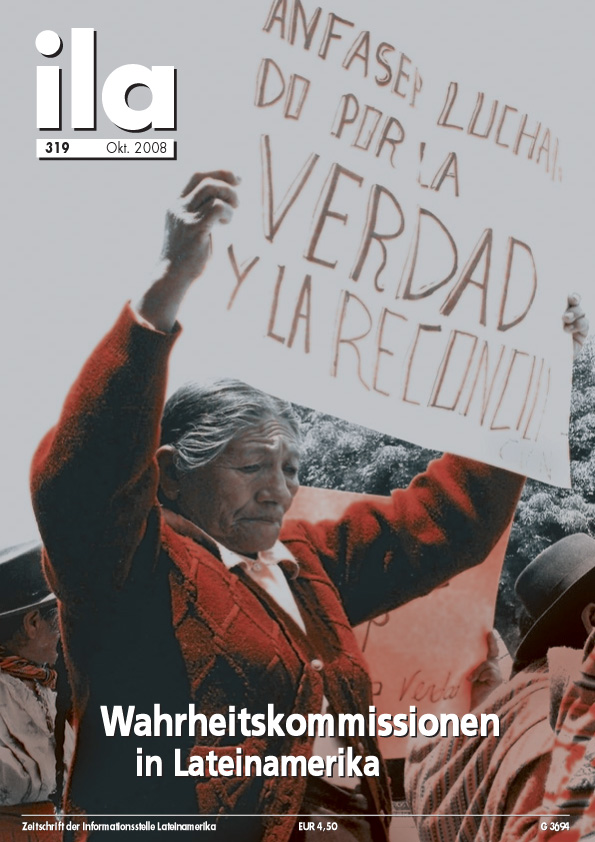 ila
319 Okt. 2008
ANFASEP LUCHAN
DO POR LA
VERDAD
Y LA RECONCILI
Verdad
Wahrheitskommissionen
in Lateinamerika
Zeitschrift der Informationsstelle Lateinamerika EUR 4,50 G 3694